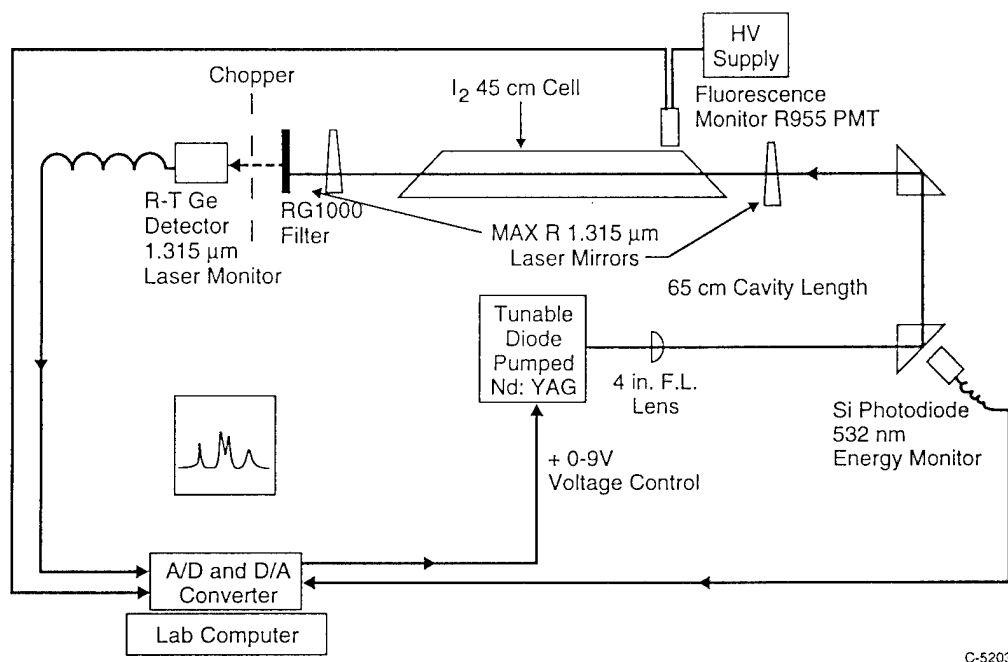 HV
Supply
Chopper
I2 45 cm Cell
Fluorescence
Monitor R955 PMT
R-T Ge
Detector
1.315 µm
Laser Monitor
RG1000
Filter
MAX R 1.315 µm
Laser Mirrors
65 cm Cavity Length
Tunable
Diode
Pumped
Nd: YAG
4 in. F.L.
Lens
Si Photodiode
532 nm
Energy Monitor
+ 0-9V
Voltage Control
A/D and D/A
Converter
Lab Computer
C-5203